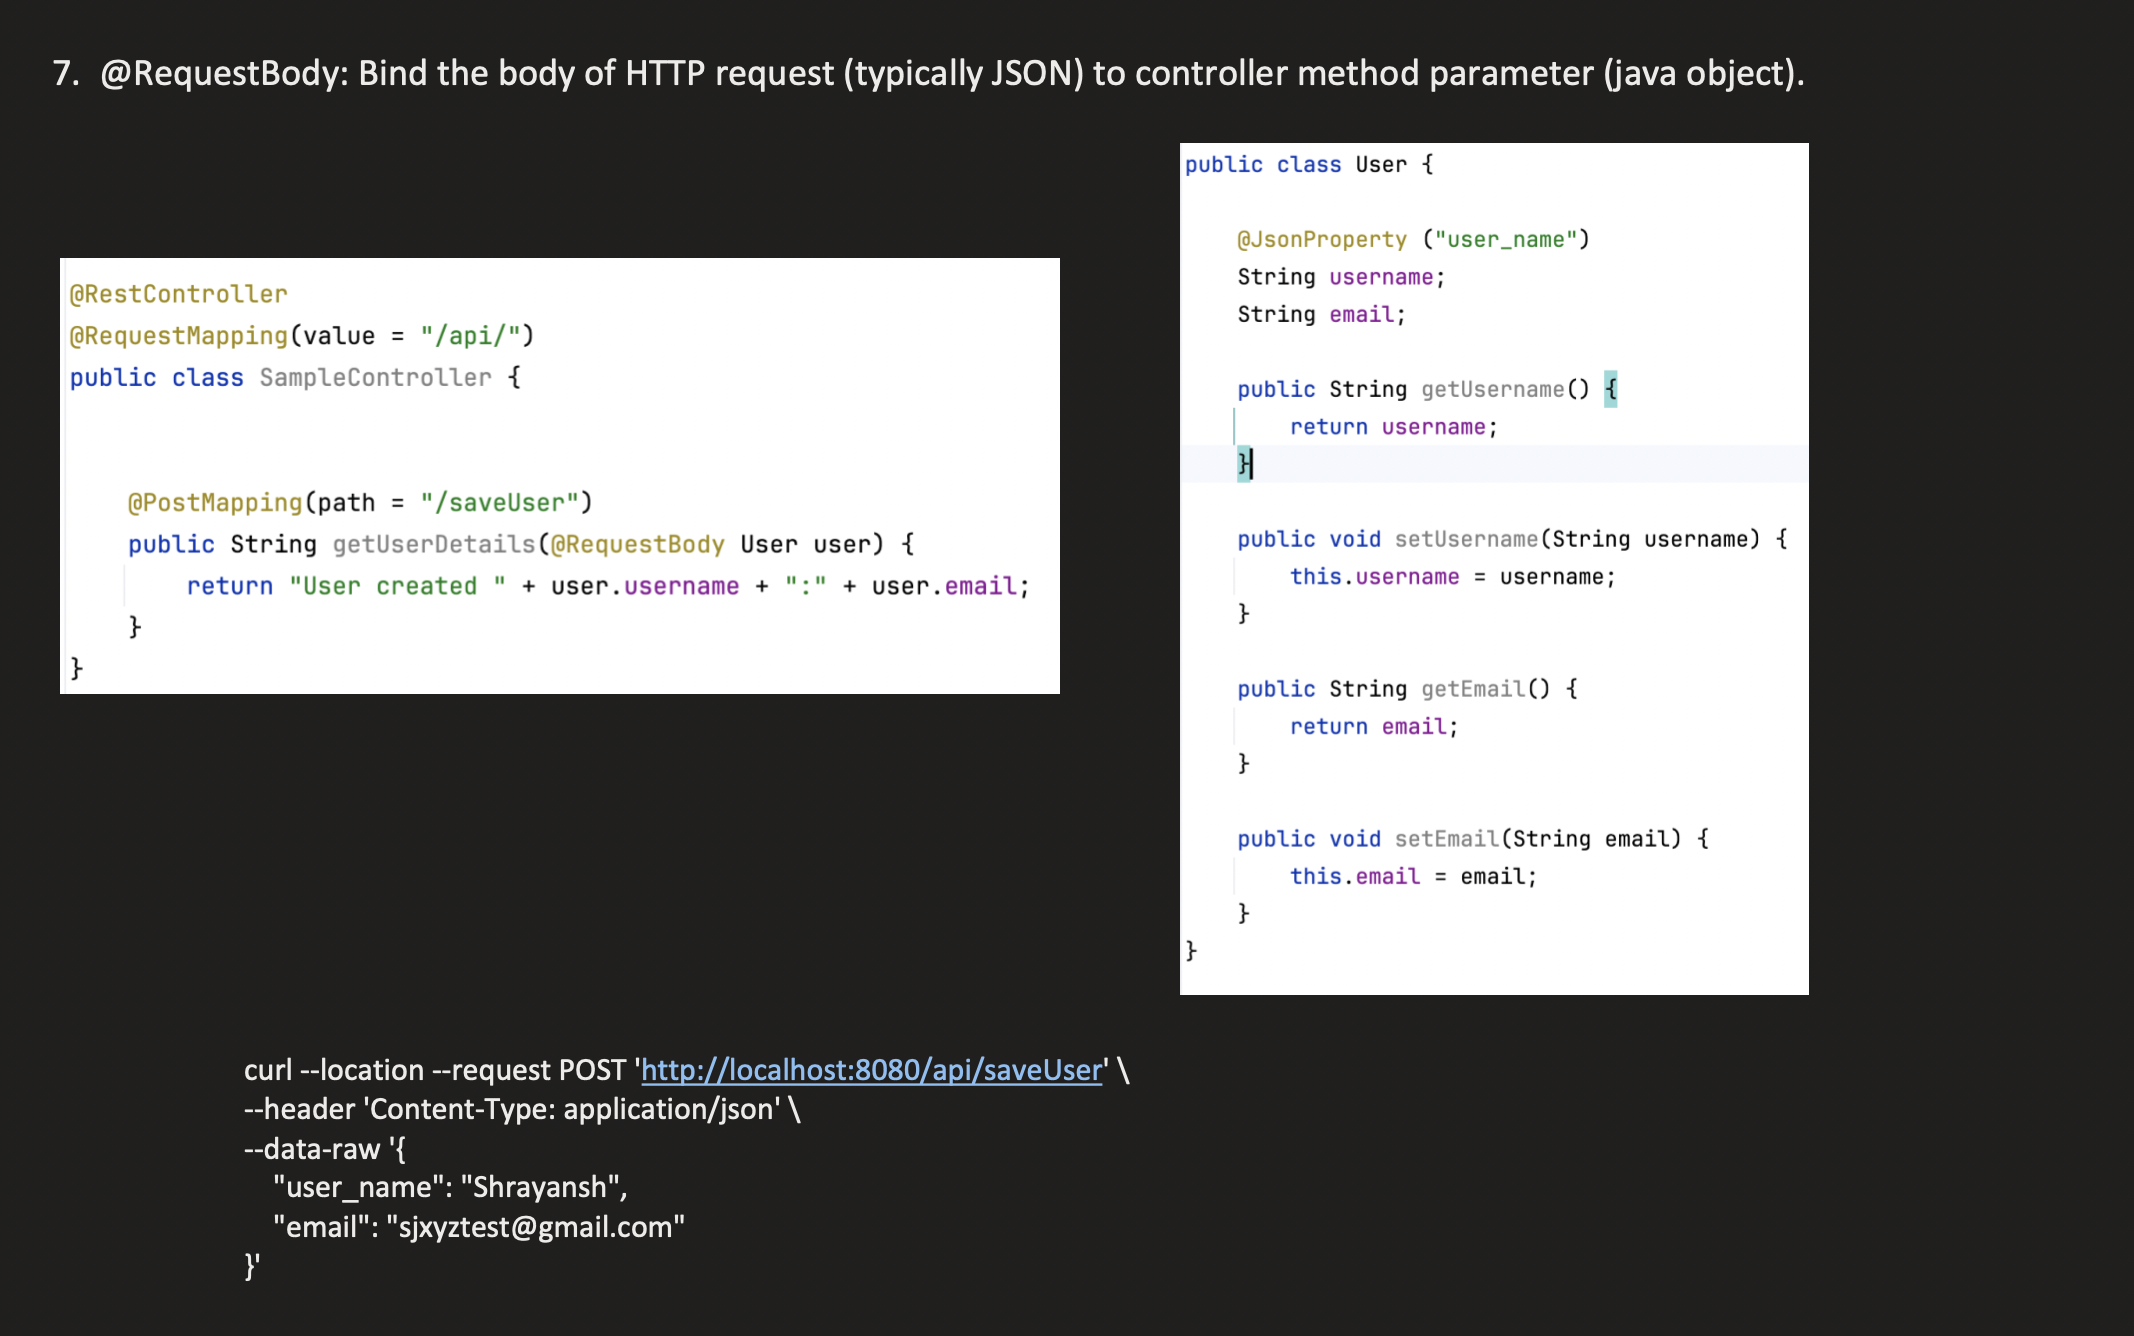 7. @RequestBody: Bind the body of HTTP request (typically JSON) to controller method parameter (java object).
@RestController
@RequestMapping(value = "/api/")
public class SampleController {
@PostMapping(path = "/saveUser")
public String getUserDetails(@RequestBody User user) {
return "User created " + user.username + ":" + user.email;
}
}
public class User {
@JsonProperty ("user_name")
String username;
String email;
public String getUsername() {
return username;
}
public void setUsername(String username) {
this.username = username;
}
public String getEmail() {
return email;
}
public void setEmail(String email) {
this.email = email;
}
}
curl --location --request POST 'http://localhost:8080/api/saveUser' \
--header 'Content-Type: application/json' \
--data-raw '{
"user_name": "Shrayansh",
"email": "sjxyztest@gmail.com"
}'